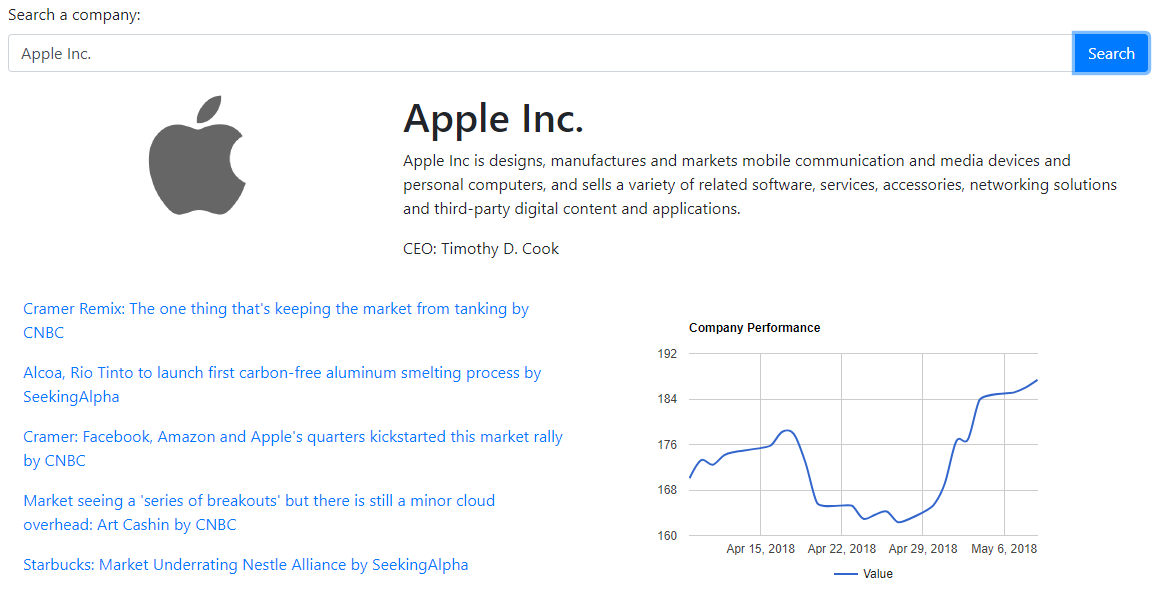 Search a company:
Apple Inc.
Search
Apple Inc.
Apple Inc is designs, manufactures and markets mobile communication and media devices and
personal computers, and sells a variety of related software, services, accessories, networking solutions
and third-party digital content and applications.
CEO: Timothy D. Cook
Cramer Remix: The one thing that's keeping the market from tanking by
CNBC
Alcoa, Rio Tinto to launch first carbon-free aluminum smelting process by
SeekingAlpha
Cramer: Facebook, Amazon and Apple's quarters kickstarted this market rally
by CNBC
Market seeing a 'series of breakouts' but there is still a minor cloud
overhead: Art Cashin by CNBC
Starbucks: Market Underrating Nestle Alliance by SeekingAlpha
Company Performance
192
184
176
168
160
Apr 15, 2018 Apr 22, 2018 Apr 29, 2018 May 6, 2018
Value